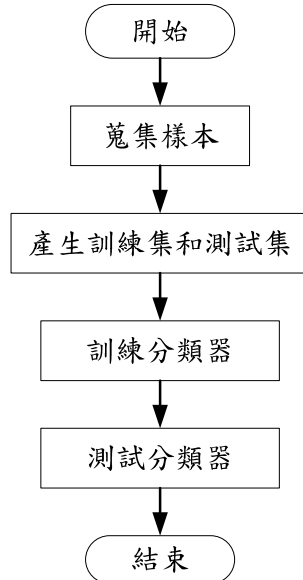 開始
蒐集樣本
產生訓練集和測試集
訓練分類器
測試分類器
結束